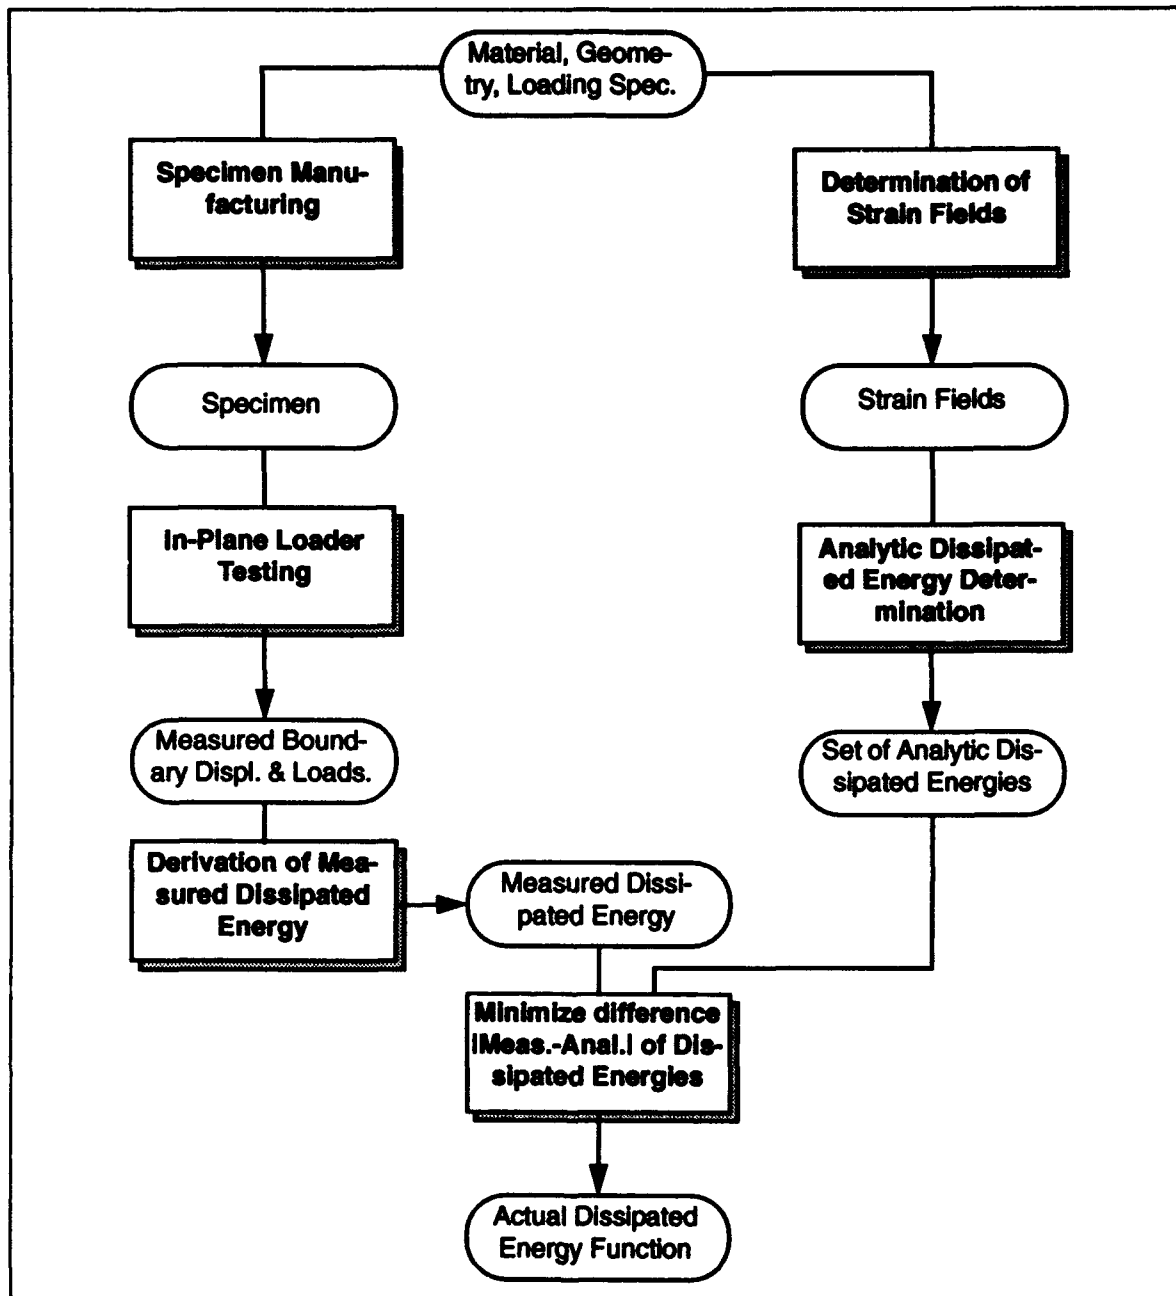 Material, Geome-
try, Loading Spec.
Specimen Manu-
facturing
Determination of
Strain Fields
Specimen
Strain Fields
In-Plane Loader
Testing
Analytic Dissipat-
ed Energy Deter-
mination
Measured Bound-
ary Displ. & Loads.
Set of Analytic Dis-
sipated Energies
Derivation of Mea-
sured Dissipated
Energy
Measured Dissi-
pated Energy
Minimize difference
|Meas.-Anal.| of Dis-
sipated Energies
Actual Dissipated
Energy Function